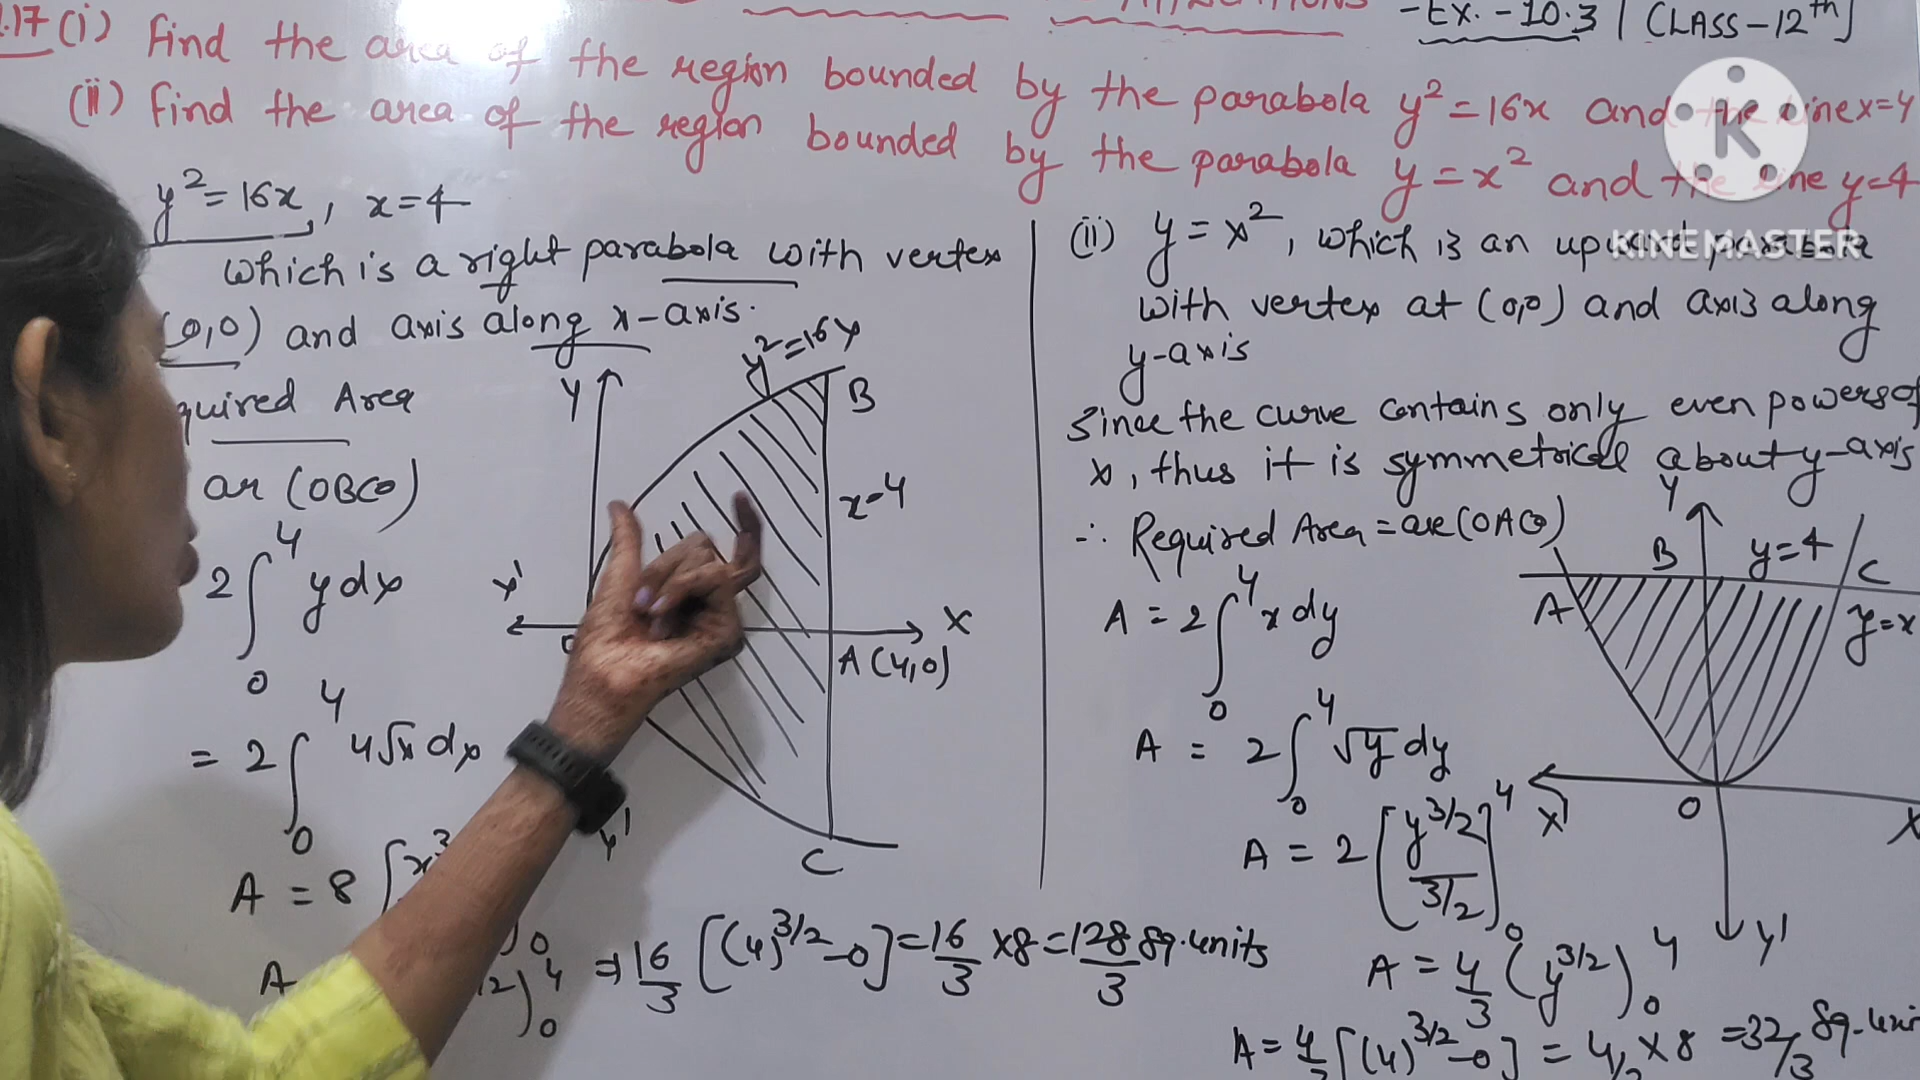 -Ex.-10.3 | CLASS-12th]
.17 (i) Find the area of the region bounded by the parabola y²=16x and the line x=4
(ii) Find the area of the region bounded by the parabola y=x² and the line y=4
K
KINEMASTER
y²=16x, x=4
which is a right parabola with vertex
(0,0) and axis along x-axis.
quired Area
ar (OBCO)
2∫₀⁴ y dx
= 2∫₀⁴ 4√x dx
A = 8
A
⇒ 16/3 [(4)^3/2-0] = 16/3 ×8 = 128/3 sq.units
Y
y²=16x
B
x=4
x'
X
A (4,0)
y'
C
(ii) y = x², which is an upward parabola
with vertex at (0,0) and axis along
y-axis
Since the curve contains only even powers of
x, thus it is symmetrical about y-axis
∴ Required Area = ar (OACO)
A = 2∫₀⁴ x dy
A = 2∫₀⁴ √y dy
A = 2[y^3/2 / 3/2]₀⁴
A = 4/3 (y^3/2)₀⁴
[(4)^3/2-0] = ×8 = 32/3
Y
B
y=4
C
A
y=x
O
X'
X
Y'